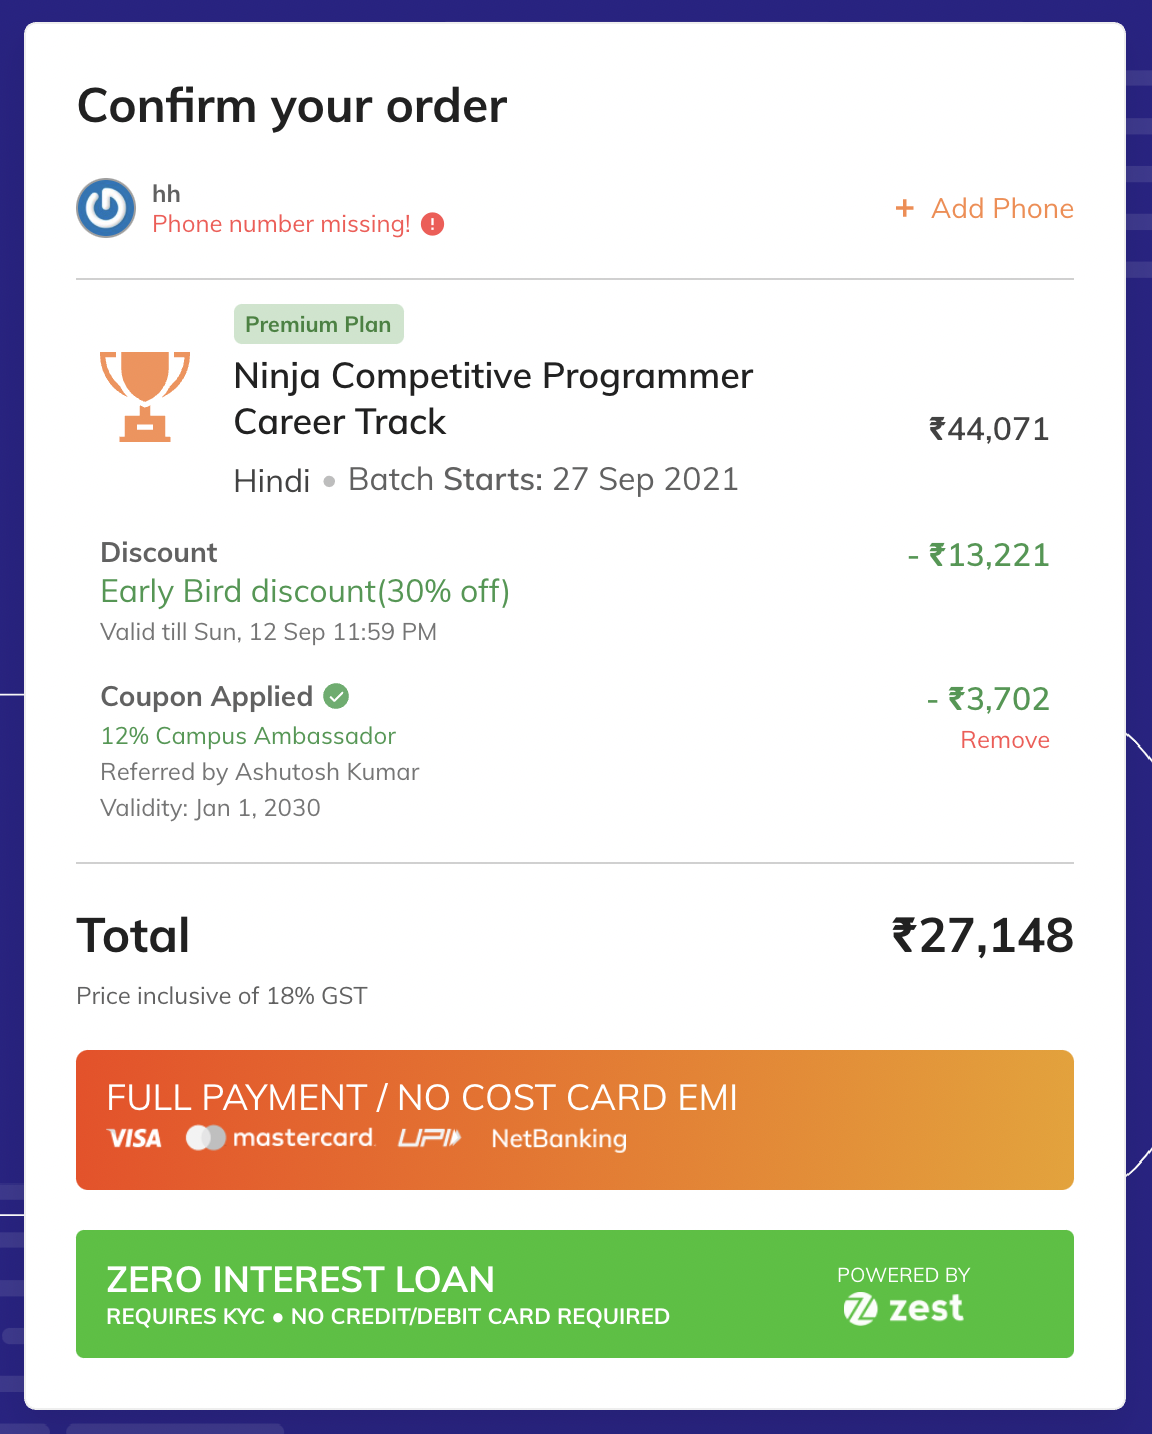 Confirm your order
hh
Phone number missing!
+ Add Phone
Premium Plan
Ninja Competitive Programmer
Career Track
₹44,071
Hindi • Batch Starts: 27 Sep 2021
Discount
- ₹13,221
Early Bird discount(30% off)
Valid till Sun, 12 Sep 11:59 PM
Coupon Applied
- ₹3,702
12% Campus Ambassador
Remove
Referred by Ashutosh Kumar
Validity: Jan 1, 2030
Total
₹27,148
Price inclusive of 18% GST
FULL PAYMENT / NO COST CARD EMI
VISA mastercard. UPI NetBanking
ZERO INTEREST LOAN
REQUIRES KYC • NO CREDIT/DEBIT CARD REQUIRED
POWERED BY
zest